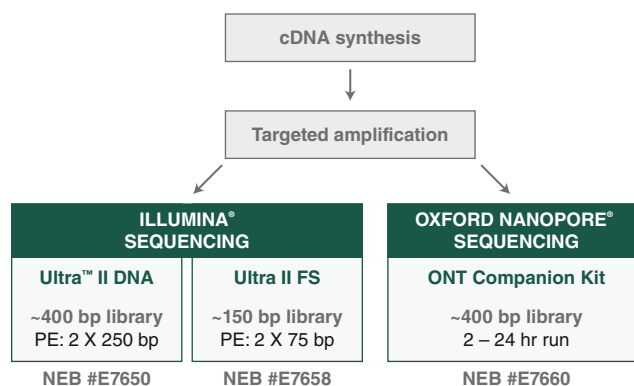 cDNA synthesis
Targeted amplification
ILLUMINA®
SEQUENCING
Ultra™ II DNA
~400 bp library
PE: 2 X 250 bp
NEB #E7650
Ultra II FS
~150 bp library
PE: 2 X 75 bp
NEB #E7658
OXFORD NANOPORE®
SEQUENCING
ONT Companion Kit
~400 bp library
2 – 24 hr run
NEB #E7660